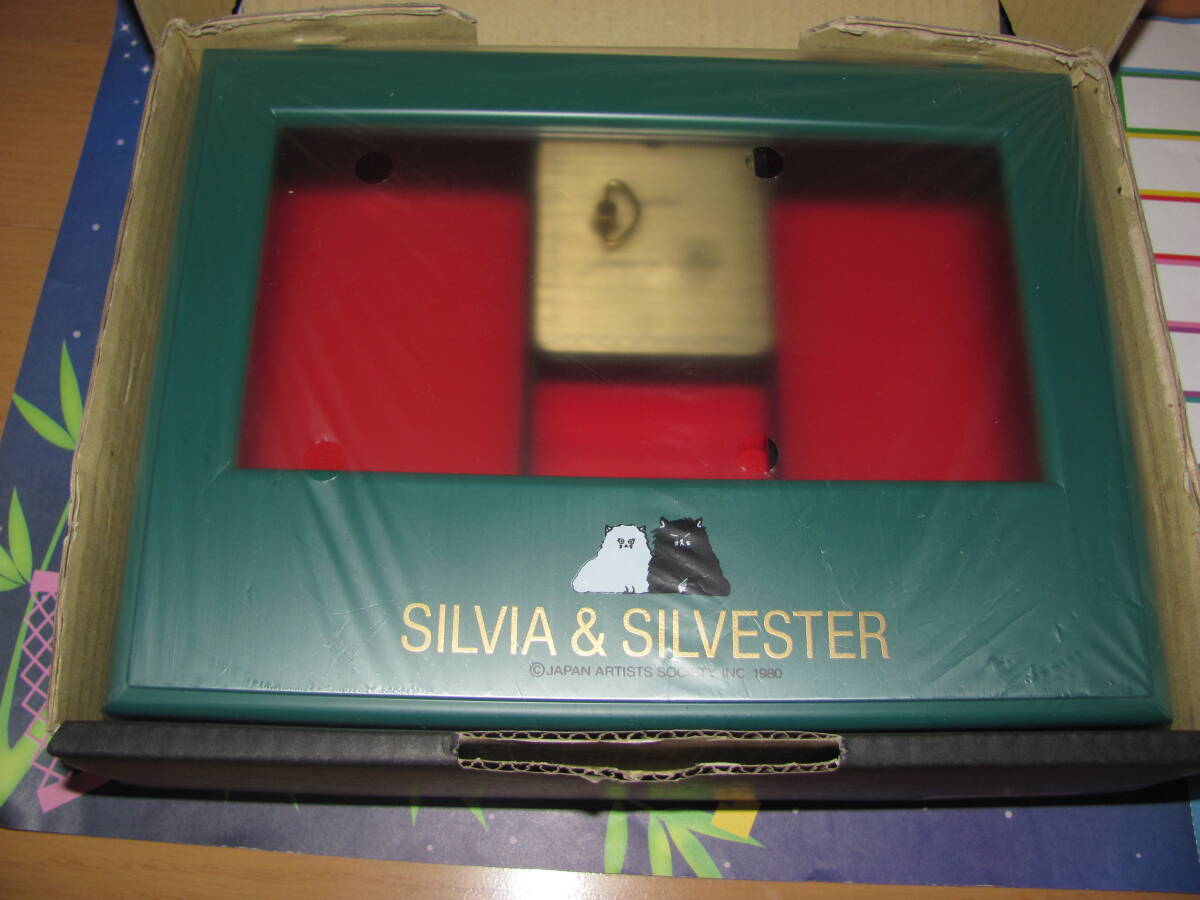 SILVIA & SILVESTER
©JAPAN ARTISTS SOCIETY, INC 1980